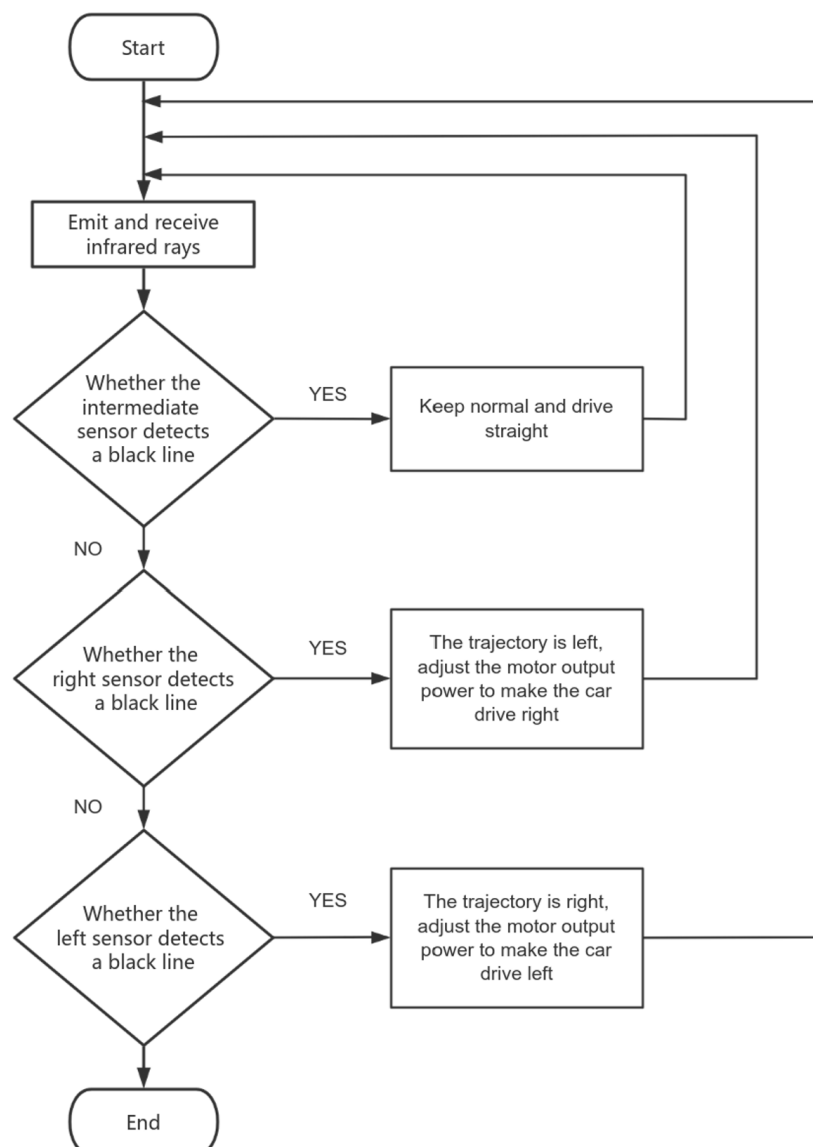 Start
Emit and receive
infrared rays
Whether the
intermediate
sensor detects
a black line
YES
Keep normal and drive
straight
NO
Whether the
right sensor detects
a black line
YES
The trajectory is left,
adjust the motor output
power to make the car
drive right
NO
Whether the
left sensor detects
a black line
YES
The trajectory is right,
adjust the motor output
power to make the car
drive left
End